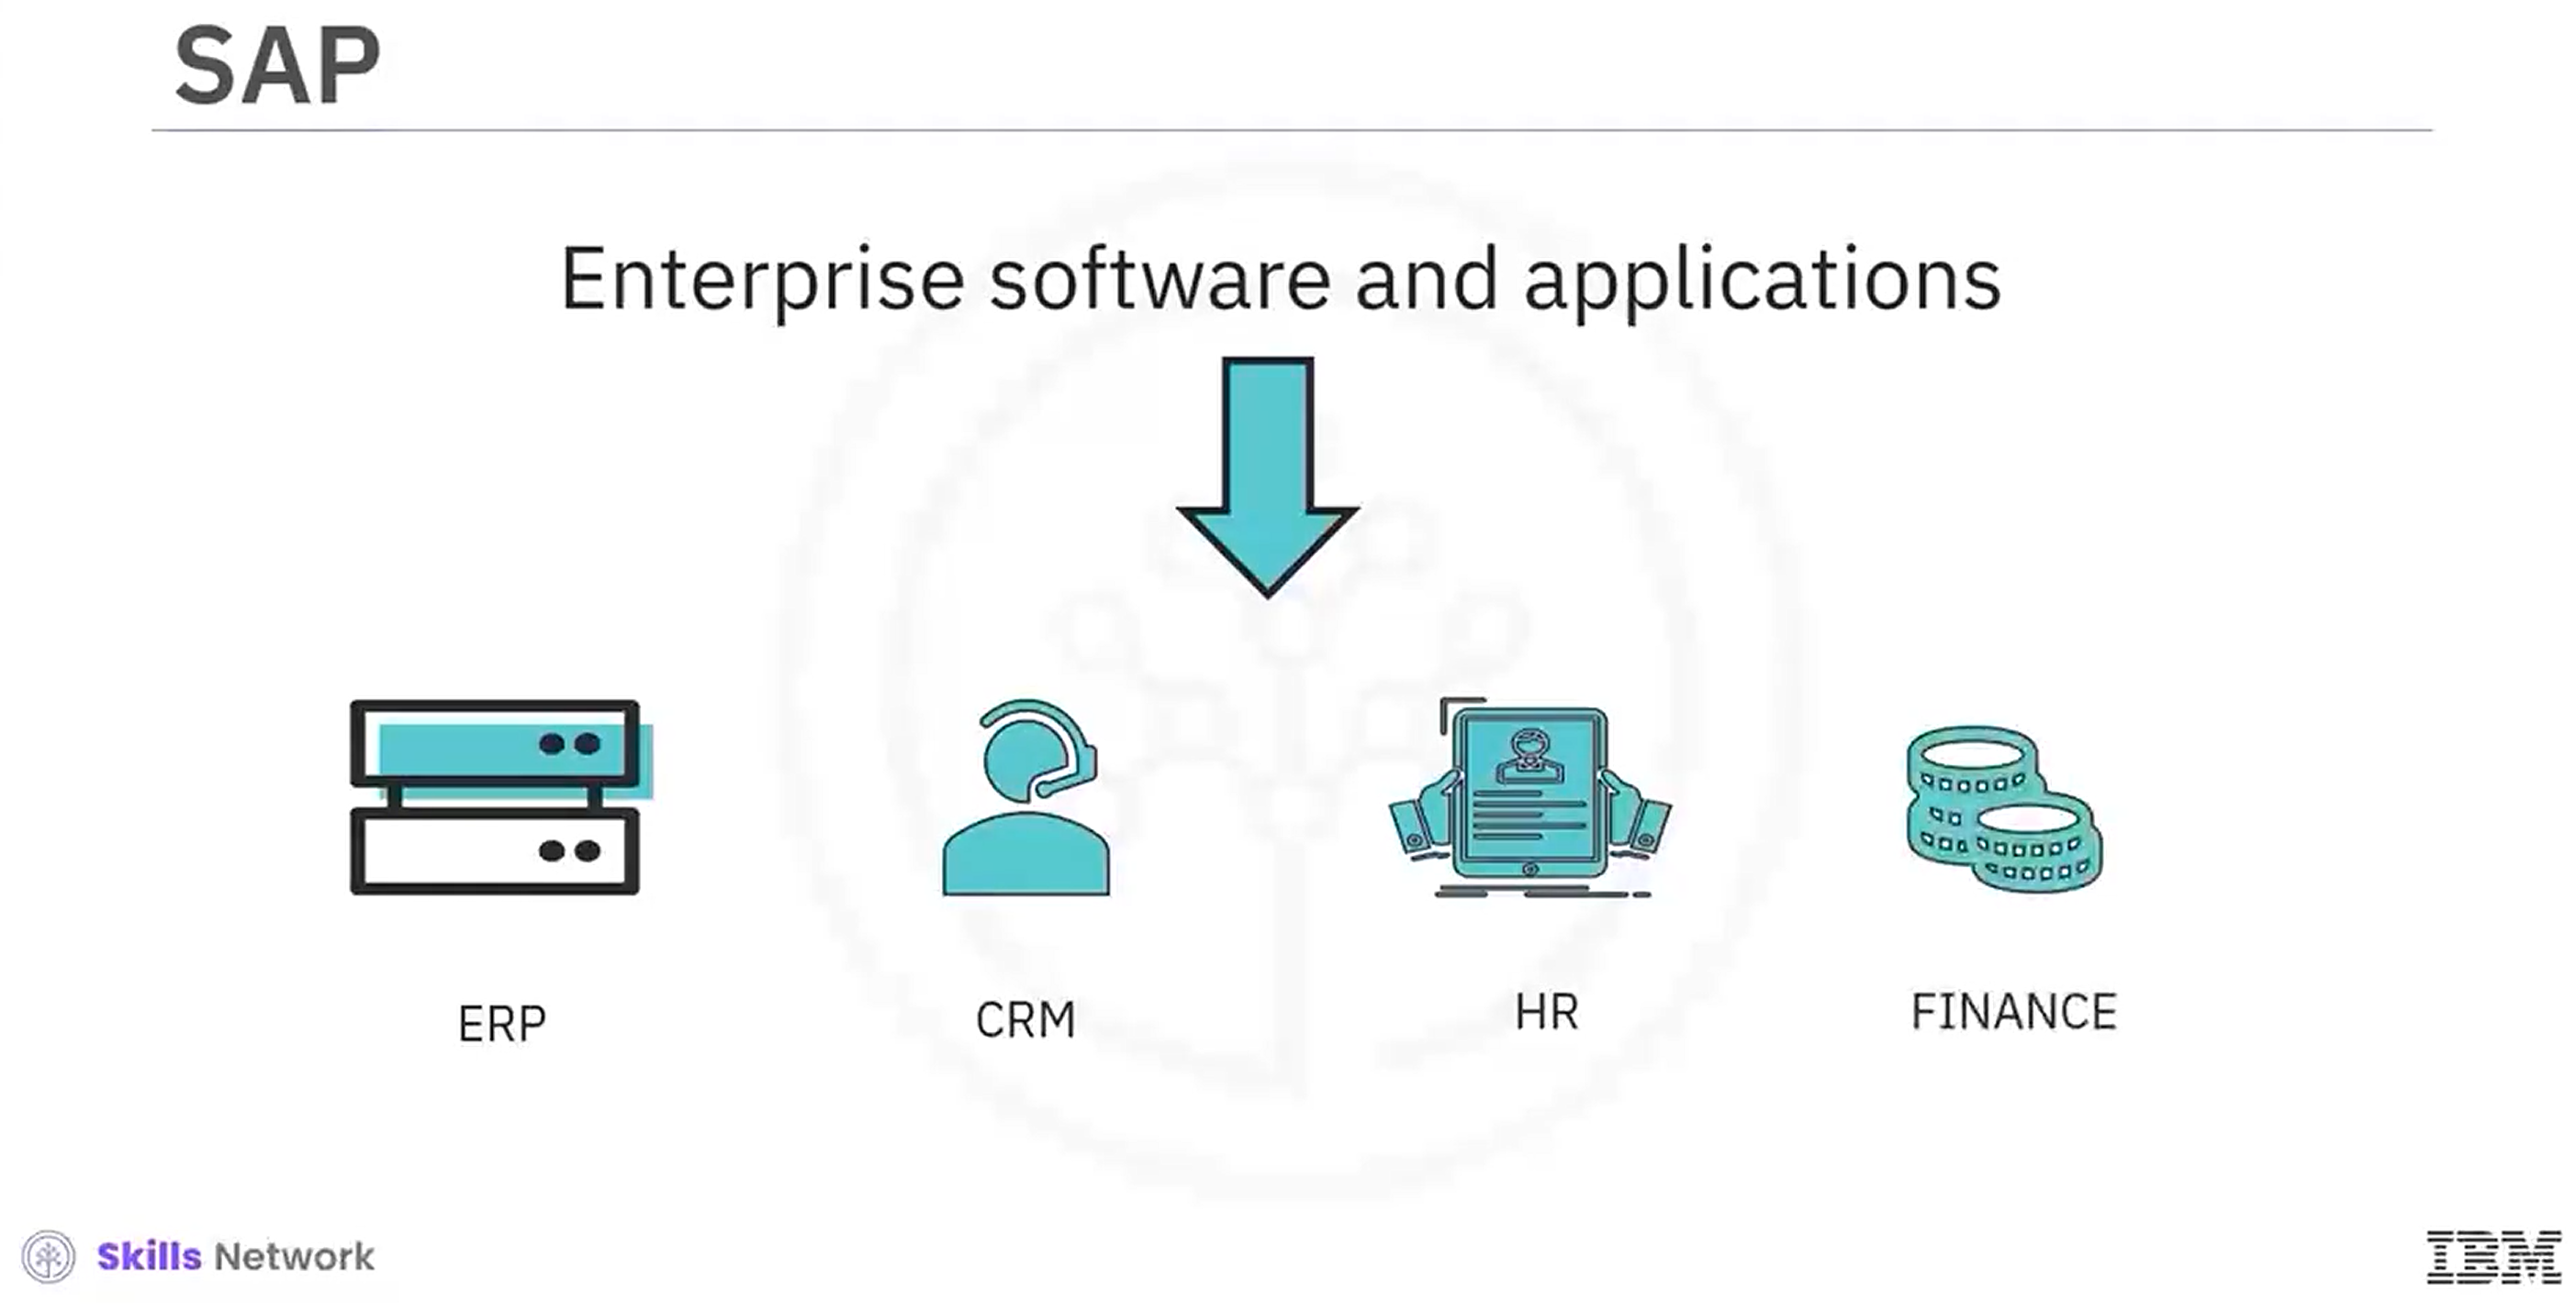 SAP
Enterprise software and applications
ERP
CRM
HR
FINANCE
Skills Network
IBM